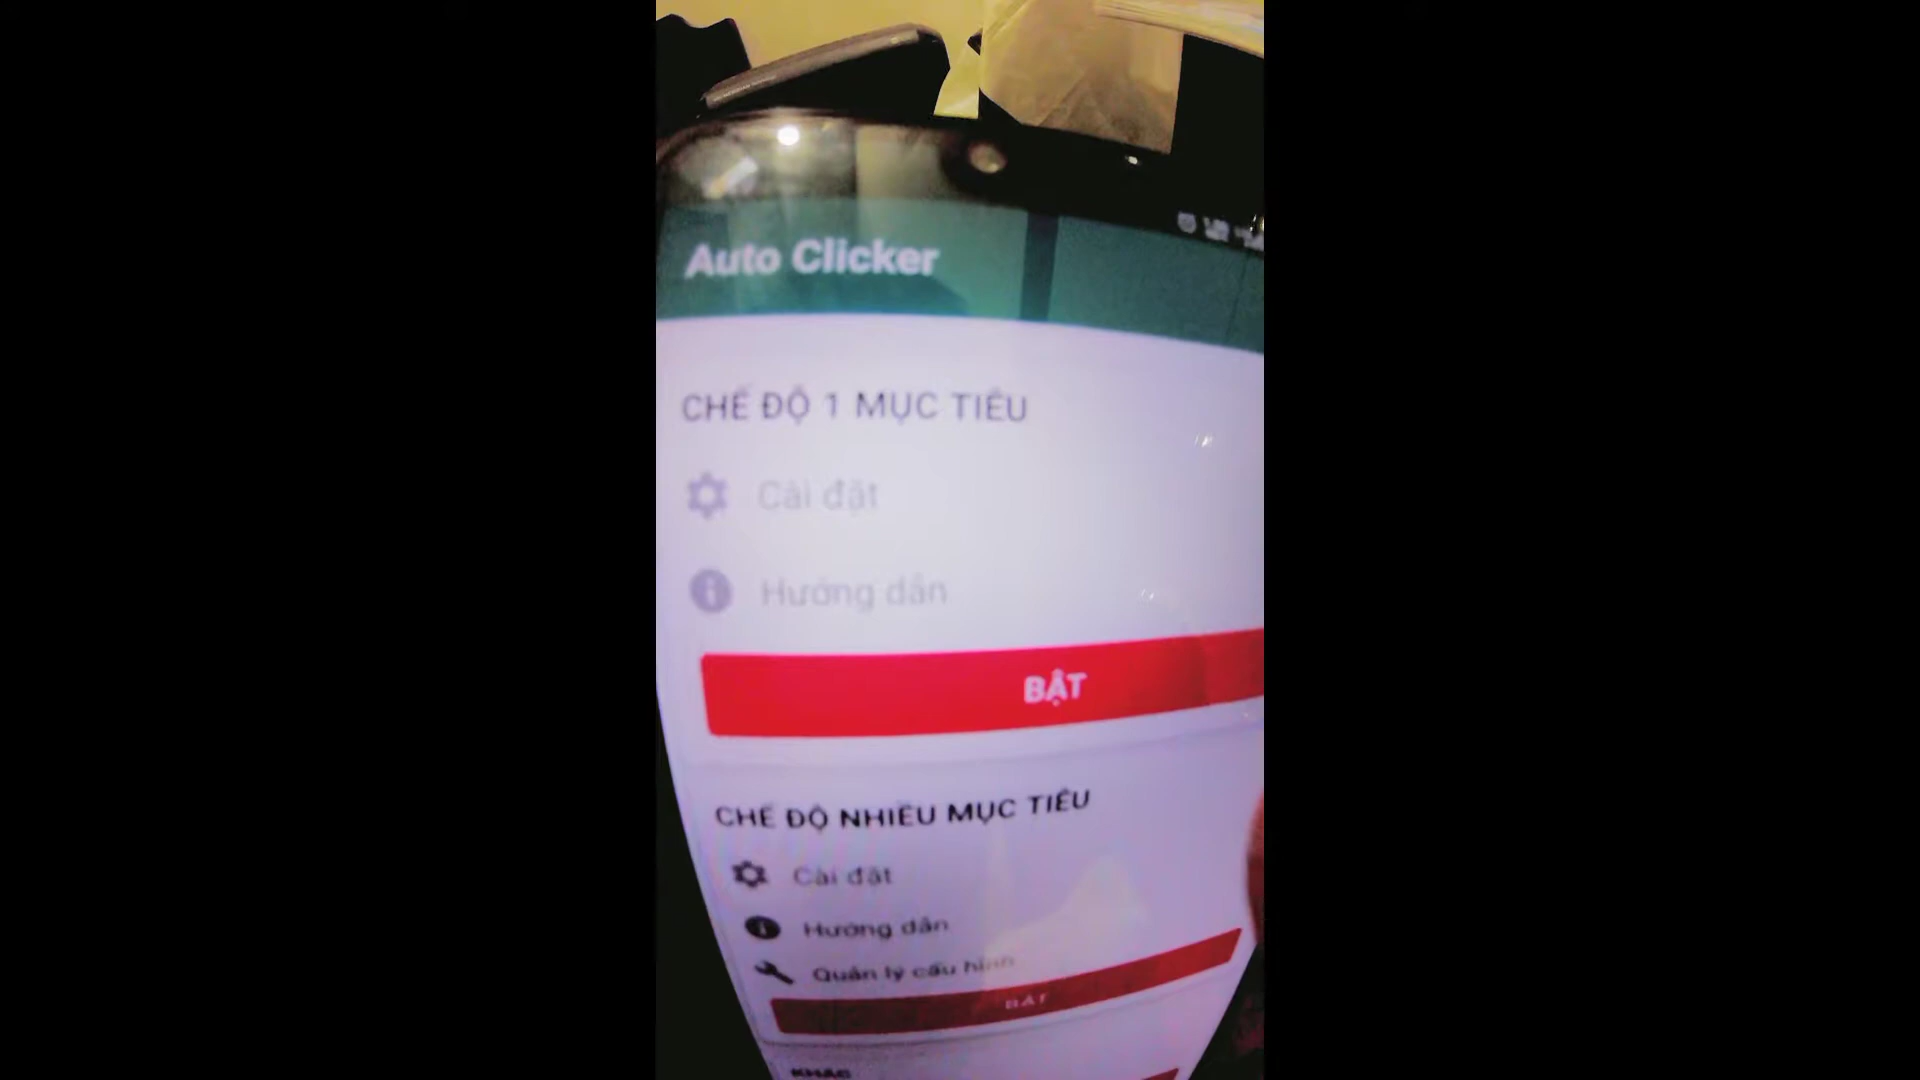 Auto Clicker
CHẾ ĐỘ 1 MỤC TIÊU
Cài đặt
Hướng dẫn
BẬT
CHẾ ĐỘ NHIỀU MỤC TIÊU
Cài đặt
Hướng dẫn
Quản lý cấu hình
BẬT
KHÁC